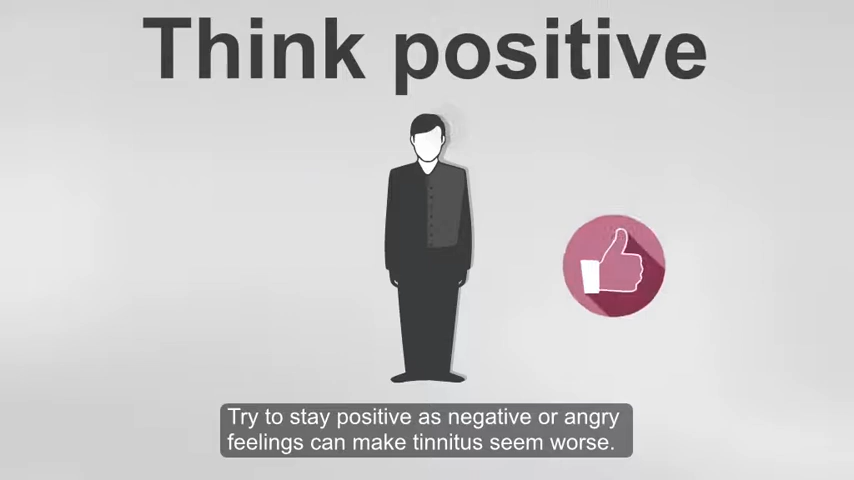 Think positive
Try to stay positive as negative or angry
feelings can make tinnitus seem worse.